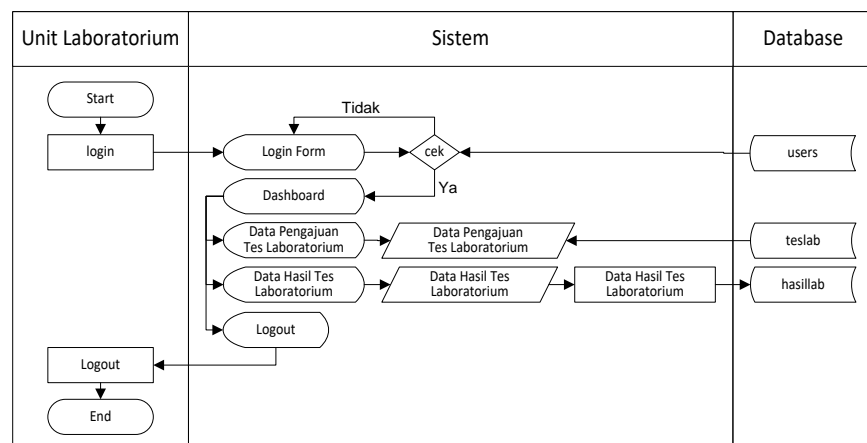 Unit Laboratorium
Sistem
Database
Start
Tidak
login
Login Form
cek
users
Ya
Dashboard
Data Pengajuan
Tes Laboratorium
Data Pengajuan
Tes Laboratorium
teslab
Data Hasil Tes
Laboratorium
Data Hasil Tes
Laboratorium
Data Hasil Tes
Laboratorium
hasillab
Logout
Logout
End